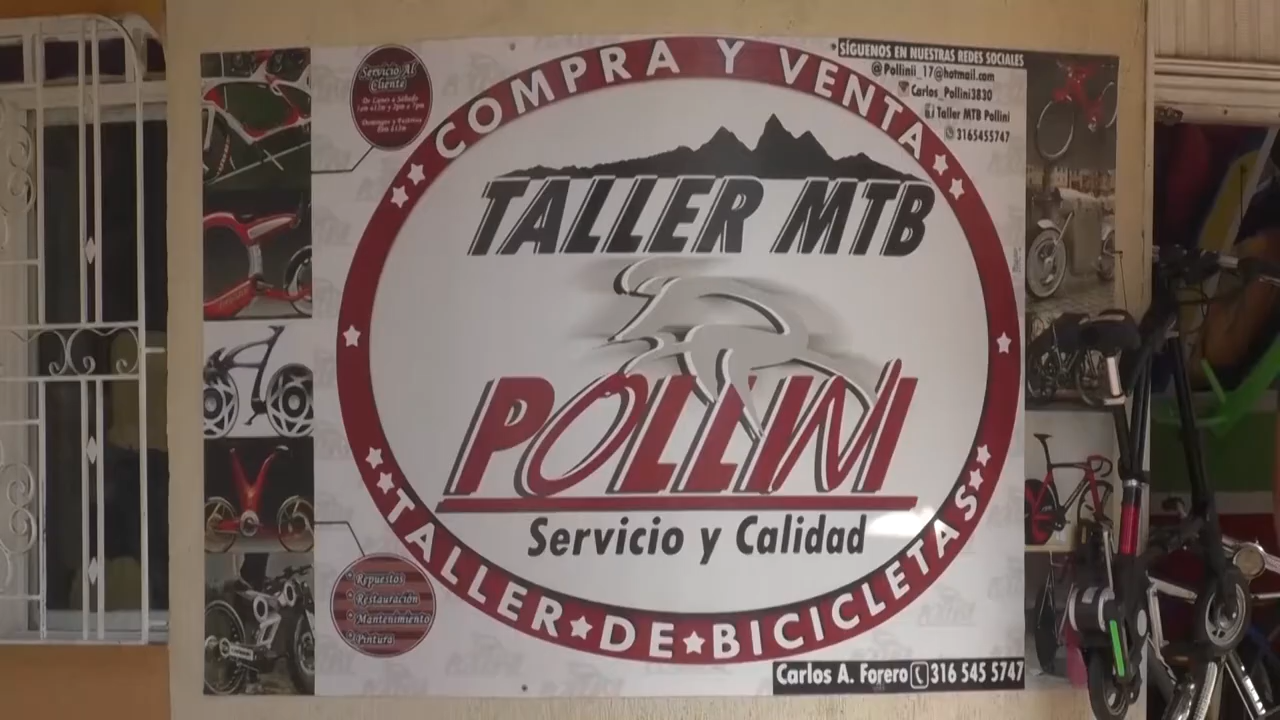 Servicio Al
Cliente
COMPRA Y VENTA
SÍGUENOS EN NUESTRAS REDES SOCIALES
@Pollinii_17@hotmail.com
Carlos_Pollini3830
Taller MTB Pollini
3165455747
TALLER MTB
POLLINI
Servicio y Calidad
Repuestos
Restauración
Mantenimiento
Pintura
TALLER DE BICICLETAS
Carlos A. Forero 316 545 5747